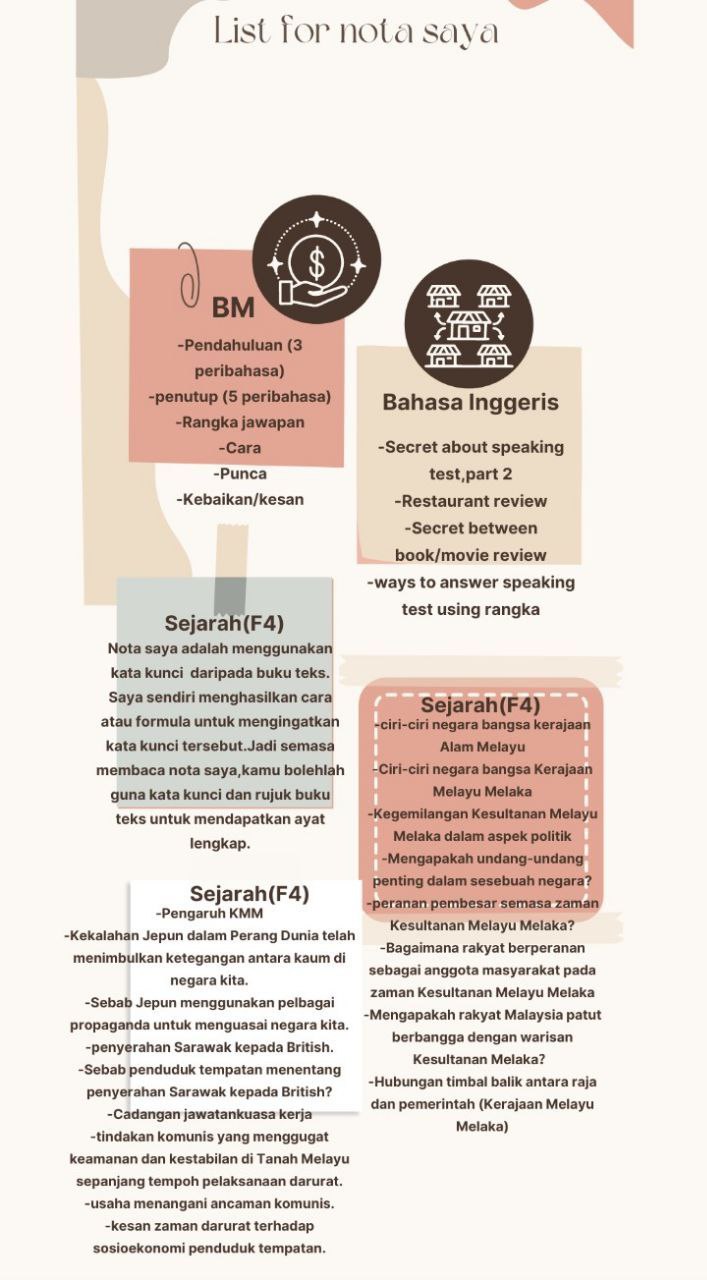 List for nota saya
BM
-Pendahuluan (3
peribahasa)
-penutup (5 peribahasa)
-Rangka jawapan
-Cara
-Punca
-Kebaikan/kesan
Bahasa Inggeris
-Secret about speaking
test,part 2
-Restaurant review
-Secret between
book/movie review
-ways to answer speaking
test using rangka
Sejarah(F4)
Nota saya adalah menggunakan
kata kunci daripada buku teks.
Saya sendiri menghasilkan cara
atau formula untuk mengingatkan
kata kunci tersebut.Jadi semasa
membaca nota saya,kamu bolehlah
guna kata kunci dan rujuk buku
teks untuk mendapatkan ayat
lengkap.
Sejarah(F4)
-ciri-ciri negara bangsa kerajaan
Alam Melayu
-Ciri-ciri negara bangsa Kerajaan
Melayu Melaka
-Kegemilangan Kesultanan Melayu
Melaka dalam aspek politik
-Mengapakah undang-undang
penting dalam sesebuah negara?
-peranan pembesar semasa zaman
Kesultanan Melayu Melaka?
-Bagaimana rakyat berperanan
sebagai anggota masyarakat pada
zaman Kesultanan Melayu Melaka
-Mengapakah rakyat Malaysia patut
berbangga dengan warisan
Kesultanan Melaka?
-Hubungan timbal balik antara raja
dan pemerintah (Kerajaan Melayu
Melaka)
Sejarah(F4)
-Pengaruh KMM
-Kekalahan Jepun dalam Perang Dunia telah
menimbulkan ketegangan antara kaum di
negara kita.
-Sebab Jepun menggunakan pelbagai
propaganda untuk menguasai negara kita.
-penyerahan Sarawak kepada British.
-Sebab penduduk tempatan menentang
penyerahan Sarawak kepada British?
-Cadangan jawatankuasa kerja
-tindakan komunis yang menggugat
keamanan dan kestabilan di Tanah Melayu
sepanjang tempoh pelaksanaan darurat.
-usaha menangani ancaman komunis.
-kesan zaman darurat terhadap
sosioekonomi penduduk tempatan.